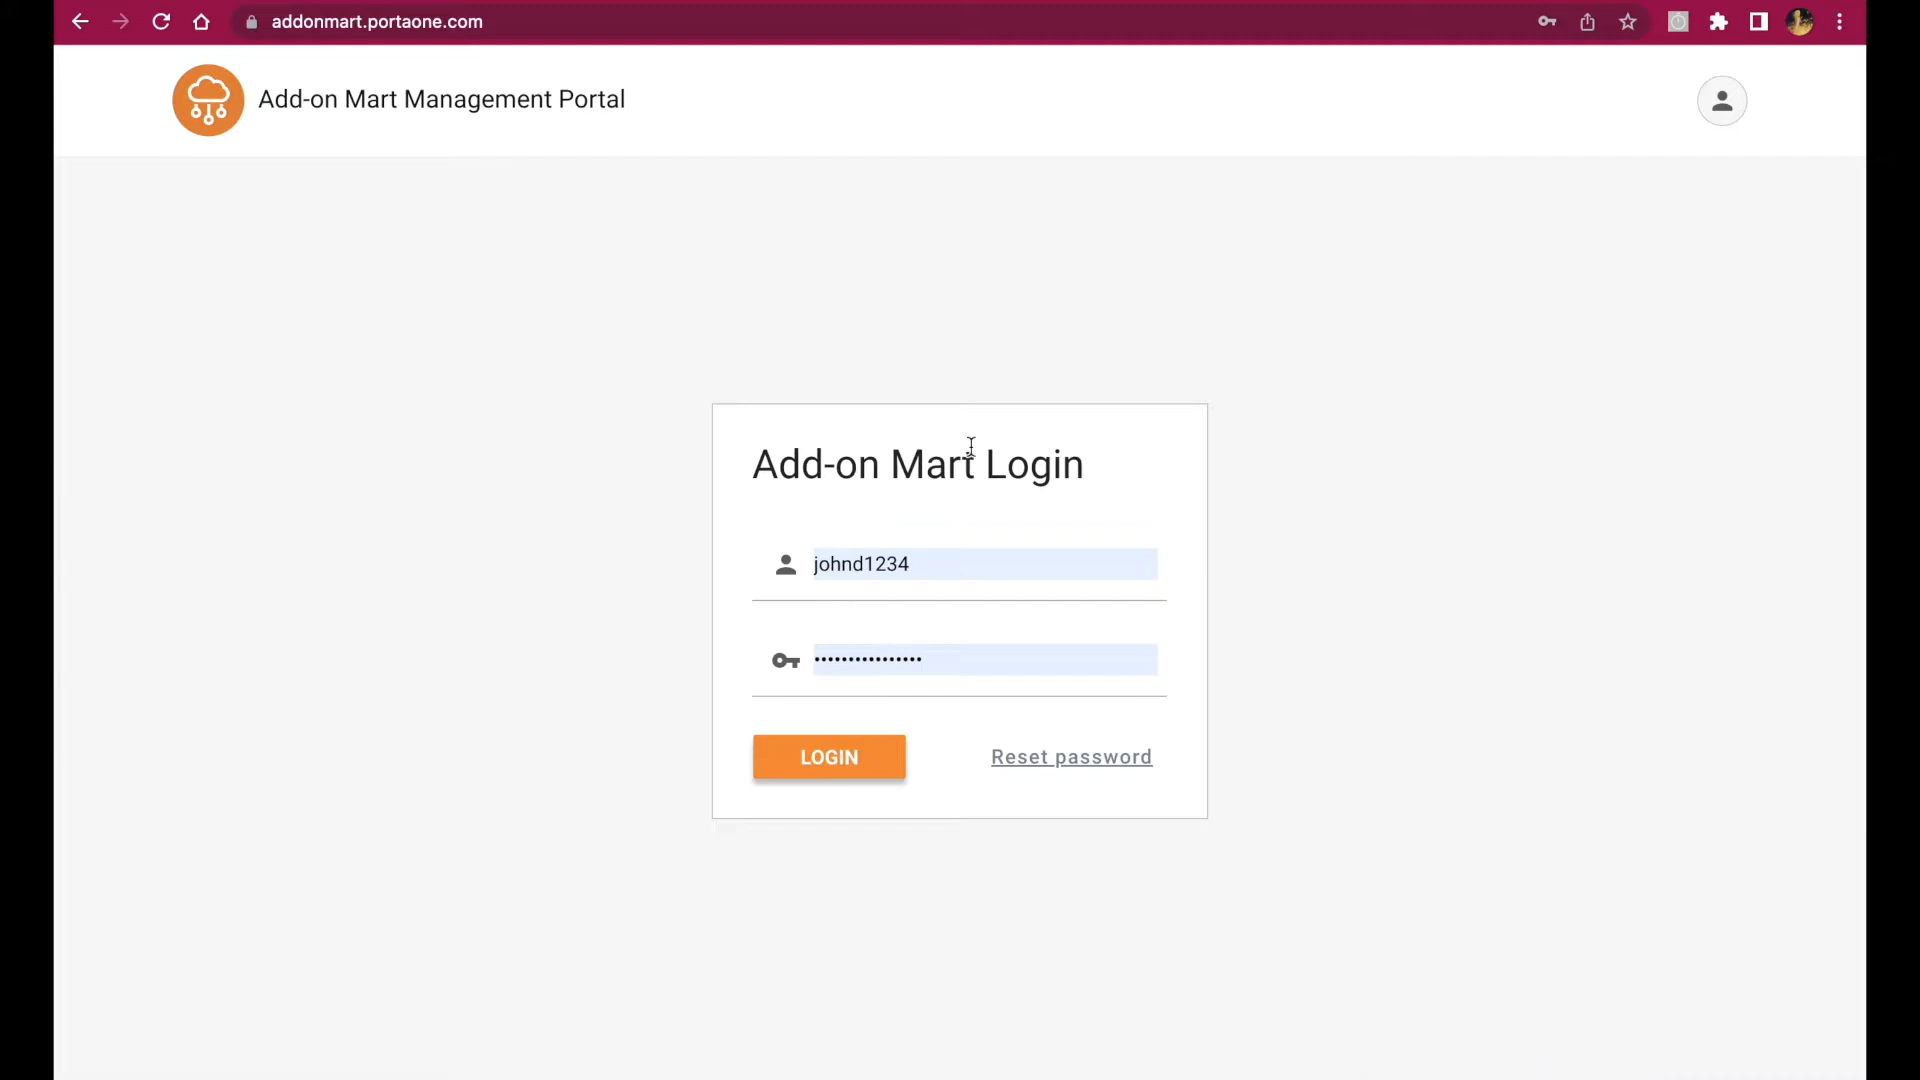 addonmart.portaone.com
Add-on Mart Management Portal
Add-on Mart Login
johnd1234
••••••••••••••••
LOGIN
Reset password